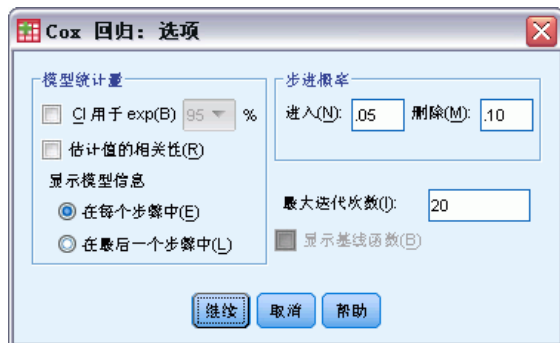 Cox 回归: 选项
模型统计量
CI 用于 exp(B) 95 %
估计值的相关性(R)
显示模型信息
在每个步骤中(E)
在最后一个步骤中(L)
步进概率
进入(N): .05 删除(M): .10
最大迭代次数(I): 20
显示基线函数(B)
继续 取消 帮助